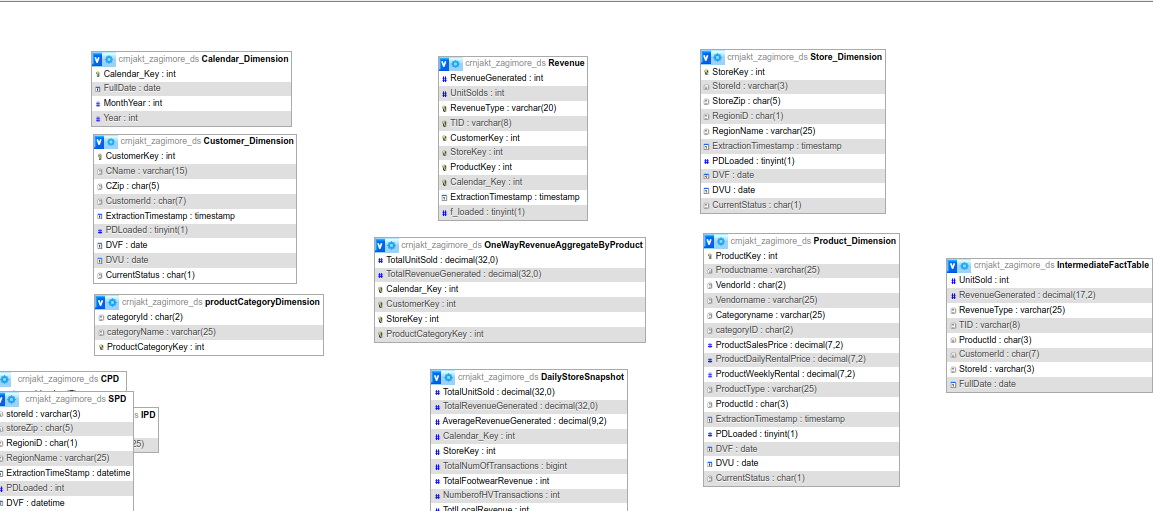 crnjakt_zagimore_ds Calendar_Dimension
Calendar_Key : int
FullDate : date
MonthYear : int
Year : int
crnjakt_zagimore_ds Customer_Dimension
CustomerKey : int
CName : varchar(15)
CZip : char(5)
CustomerId : char(7)
ExtractionTimestamp : timestamp
PDLoaded : tinyint(1)
DVF : date
DVU : date
CurrentStatus : char(1)
crnjakt_zagimore_ds productCategoryDimension
categoryId : char(2)
categoryName : varchar(25)
ProductCategoryKey : int
crnjakt_zagimore_ds CPD
crnjakt_zagimore_ds SPD
storeId : varchar(3)
storeZip : char(5)
RegionID : char(1)
RegionName : varchar(25)
ExtractionTimeStamp : datetime
PDLoaded : int
DVF : datetime
s IPD
25)
crnjakt_zagimore_ds Revenue
RevenueGenerated : int
UnitSolds : int
RevenueType : varchar(20)
TID : varchar(8)
CustomerKey : int
StoreKey : int
ProductKey : int
Calendar_Key : int
ExtractionTimestamp : timestamp
f_loaded : tinyint(1)
crnjakt_zagimore_ds OneWayRevenueAggregateByProduct
TotalUnitSold : decimal(32,0)
TotalRevenueGenerated : decimal(32,0)
Calendar_Key : int
CustomerKey : int
StoreKey : int
ProductCategoryKey : int
crnjakt_zagimore_ds DailyStoreSnapshot
TotalUnitSold : decimal(32,0)
TotalRevenueGenerated : decimal(32,0)
AverageRevenueGenerated : decimal(9,2)
Calendar_Key : int
StoreKey : int
TotalNumOfTransactions : bigint
TotalFootwearRevenue : int
NumberofHVTransactions : int
TotlLocalRevenue : int
crnjakt_zagimore_ds Store_Dimension
StoreKey : int
StoreId : varchar(3)
StoreZip : char(5)
RegionID : char(1)
RegionName : varchar(25)
ExtractionTimestamp : timestamp
PDLoaded : tinyint(1)
DVF : date
DVU : date
CurrentStatus : char(1)
crnjakt_zagimore_ds Product_Dimension
ProductKey : int
Productname : varchar(25)
VendorId : char(2)
Vendorname : varchar(25)
Categoryname : varchar(25)
categoryID : char(2)
ProductSalesPrice : decimal(7,2)
ProductDailyRentalPrice : decimal(7,2)
ProductWeeklyRental : decimal(7,2)
ProductType : varchar(25)
ProductId : char(3)
ExtractionTimestamp : timestamp
PDLoaded : tinyint(1)
DVF : date
DVU : date
CurrentStatus : char(1)
crnjakt_zagimore_ds IntermediateFactTable
UnitSold : int
RevenueGenerated : decimal(17,2)
RevenueType : varchar(25)
TID : varchar(8)
ProductId : char(3)
CustomerId : char(7)
StoreId : varchar(3)
FullDate : date